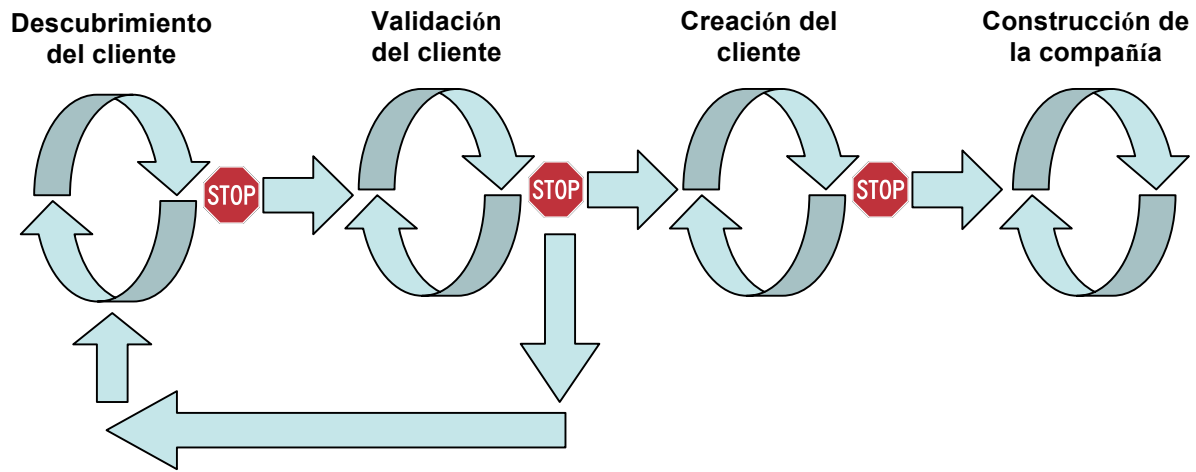 Descubrimiento
del cliente
Validación
del cliente
Creación del
cliente
Construcción de
la compañía
STOP
STOP
STOP